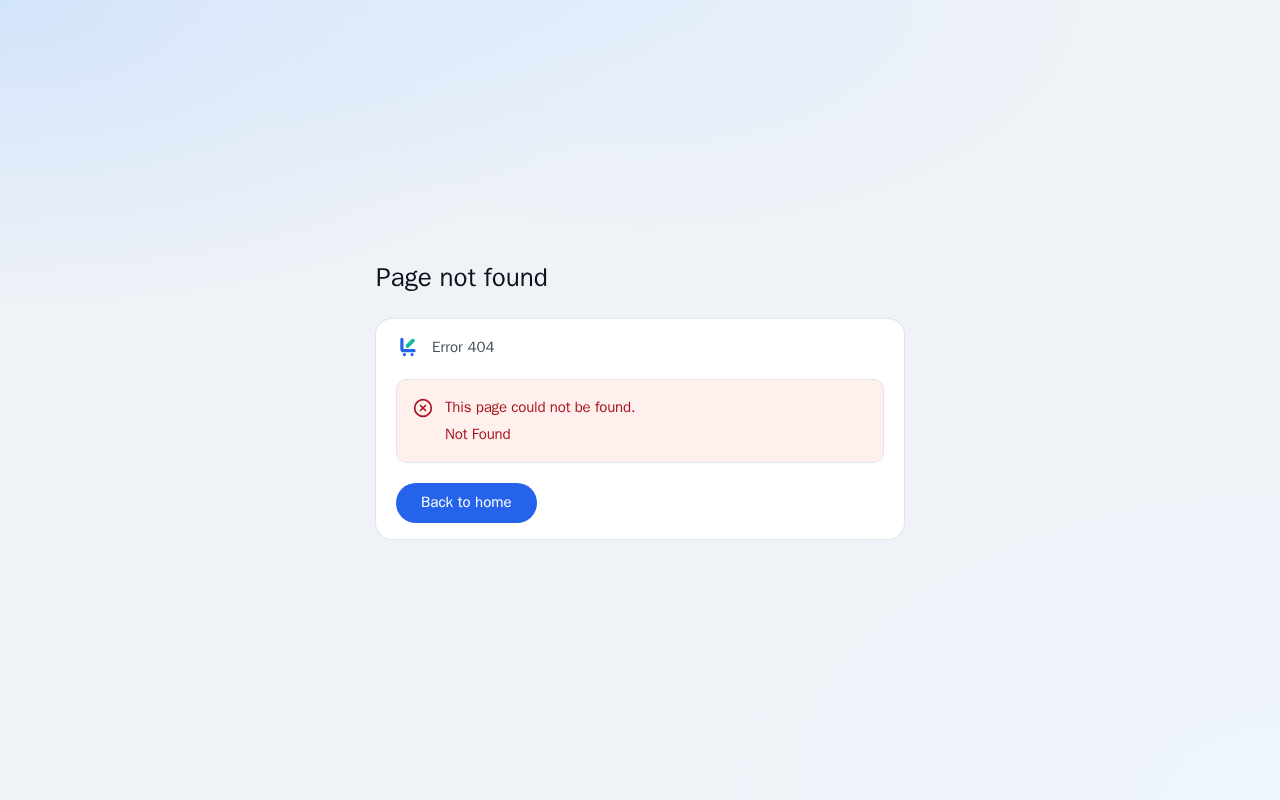 Page not found
Error 404
This page could not be found.
Not Found
Back to home